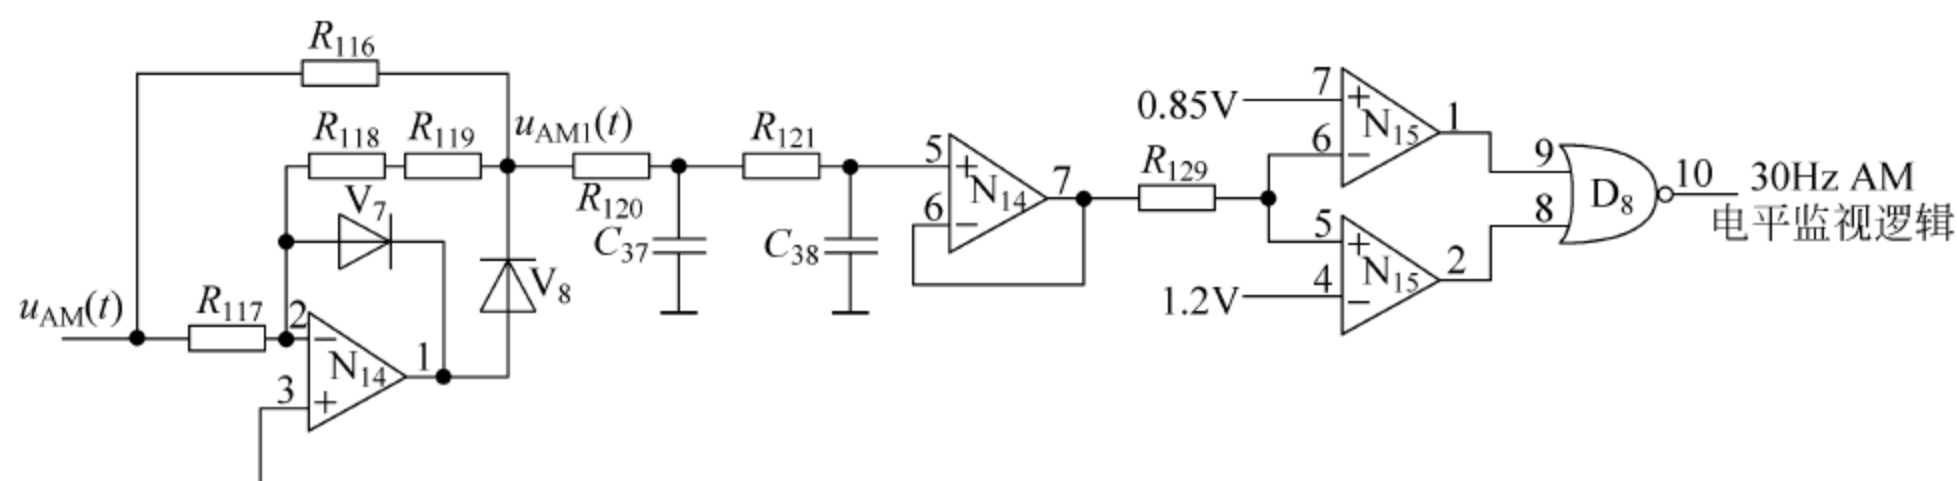 R116
R118 R119 uAM1(t) R121
R120
V7
V8
C37 C38
uAM(t) R117
2
−
N14
1
3
+
5
+
N14
7
6
−
R129
0.85V 7
+
N15
1
6
−
5
+
N15
2
1.2V 4
−
9
D8
10 30Hz AM
8
电平监视逻辑